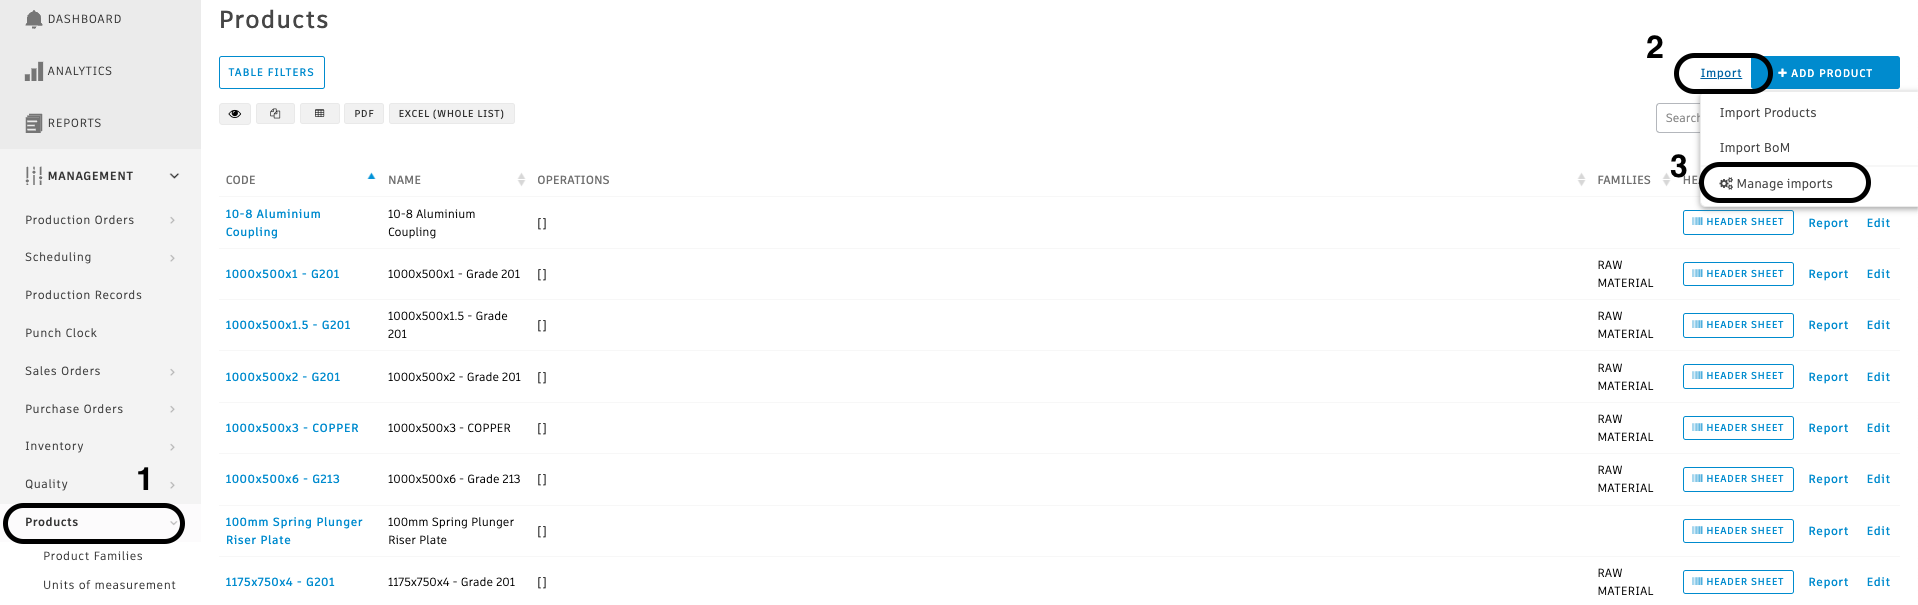 DASHBOARD
ANALYTICS
REPORTS
MANAGEMENT
Production Orders
Scheduling
Production Records
Punch Clock
Sales Orders
Purchase Orders
Inventory
Quality
1
Products
Product Families
Units of measurement
Products
TABLE FILTERS
2
Import
+ ADD PRODUCT
PDF
EXCEL (WHOLE LIST)
Search
Import Products
Import BoM
3
Manage imports
CODE NAME OPERATIONS FAMILIES HE
10-8 Aluminium
Coupling
10-8 Aluminium
Coupling
[]
HEADER SHEET Report Edit
1000x500x1 - G201
1000x500x1 - Grade 201
[]
RAW
MATERIAL
HEADER SHEET Report Edit
1000x500x1.5 - G201
1000x500x1.5 - Grade
201
[]
RAW
MATERIAL
HEADER SHEET Report Edit
1000x500x2 - G201
1000x500x2 - Grade 201
[]
RAW
MATERIAL
HEADER SHEET Report Edit
1000x500x3 - COPPER
1000x500x3 - COPPER
[]
RAW
MATERIAL
HEADER SHEET Report Edit
1000x500x6 - G213
1000x500x6 - Grade 213
[]
RAW
MATERIAL
HEADER SHEET Report Edit
100mm Spring Plunger
Riser Plate
100mm Spring Plunger
Riser Plate
[]
HEADER SHEET Report Edit
1175x750x4 - G201
1175x750x4 - Grade 201
[]
RAW
MATERIAL
HEADER SHEET Report Edit